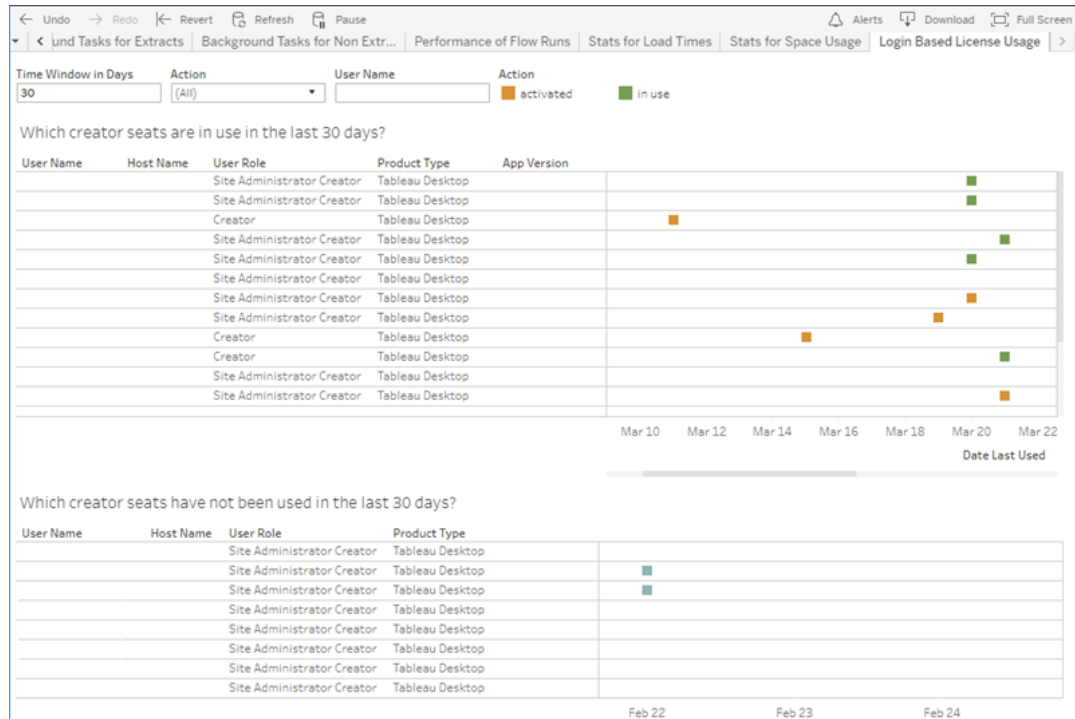 Undo Redo Revert Refresh Pause Alerts Download Full Screen
und Tasks for Extracts Background Tasks for Non Extr... Performance of Flow Runs Stats for Load Times Stats for Space Usage Login Based License Usage
Time Window in Days Action User Name Action
30 (All) activated in use
Which creator seats are in use in the last 30 days?
User Name Host Name User Role Product Type App Version
Site Administrator Creator Tableau Desktop
Site Administrator Creator Tableau Desktop
Creator Tableau Desktop
Site Administrator Creator Tableau Desktop
Site Administrator Creator Tableau Desktop
Site Administrator Creator Tableau Desktop
Site Administrator Creator Tableau Desktop
Site Administrator Creator Tableau Desktop
Creator Tableau Desktop
Creator Tableau Desktop
Site Administrator Creator Tableau Desktop
Site Administrator Creator Tableau Desktop
Mar 10 Mar 12 Mar 14 Mar 16 Mar 18 Mar 20 Mar 22
Date Last Used
Which creator seats have not been used in the last 30 days?
User Name Host Name User Role Product Type
Site Administrator Creator Tableau Desktop
Site Administrator Creator Tableau Desktop
Site Administrator Creator Tableau Desktop
Site Administrator Creator Tableau Desktop
Site Administrator Creator Tableau Desktop
Site Administrator Creator Tableau Desktop
Site Administrator Creator Tableau Desktop
Site Administrator Creator Tableau Desktop
Feb 22 Feb 23 Feb 24